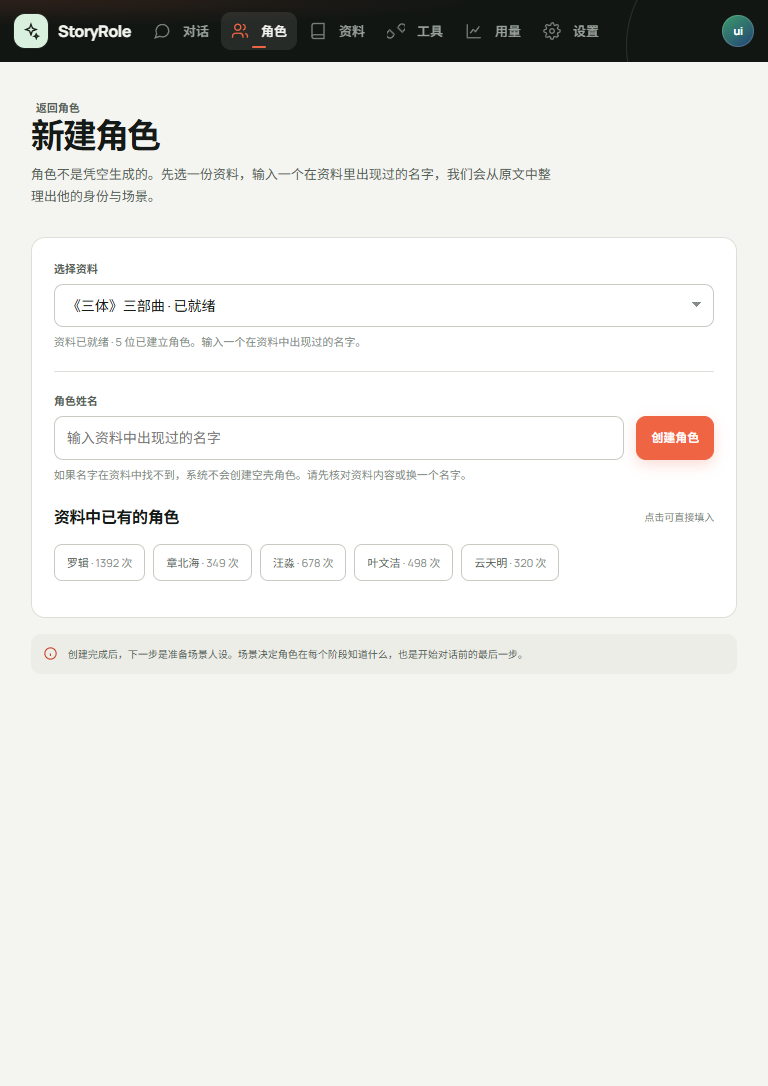 StoryRole
对话
角色
资料
工具
用量
设置
ui
返回角色
新建角色
角色不是凭空生成的。先选一份资料，输入一个在资料里出现过的名字，我们会从原文中整
理出他的身份与场景。
选择资料
《三体》三部曲 · 已就绪
资料已就绪 · 5 位已建立角色。输入一个在资料中出现过的名字。
角色姓名
输入资料中出现过的名字
创建角色
如果名字在资料中找不到，系统不会创建空壳角色。请先核对资料内容或换一个名字。
资料中已有的角色
点击可直接填入
罗辑 · 1392 次
章北海 · 349 次
汪淼 · 678 次
叶文洁 · 498 次
云天明 · 320 次
创建完成后，下一步是准备场景人设。场景决定角色在每个阶段知道什么，也是开始对话前的最后一步。